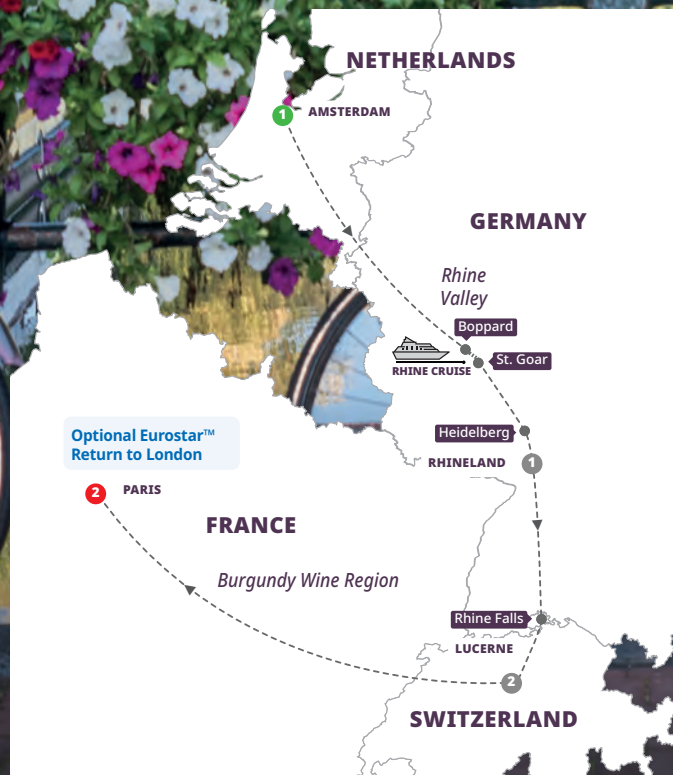 NETHERLANDS
1
AMSTERDAM
GERMANY
Rhine
Valley
Boppard
St. Goar
RHINE CRUISE
Optional Eurostar™
Return to London
Heidelberg
RHINELAND
1
2
PARIS
FRANCE
Burgundy Wine Region
Rhine Falls
LUCERNE
2
SWITZERLAND